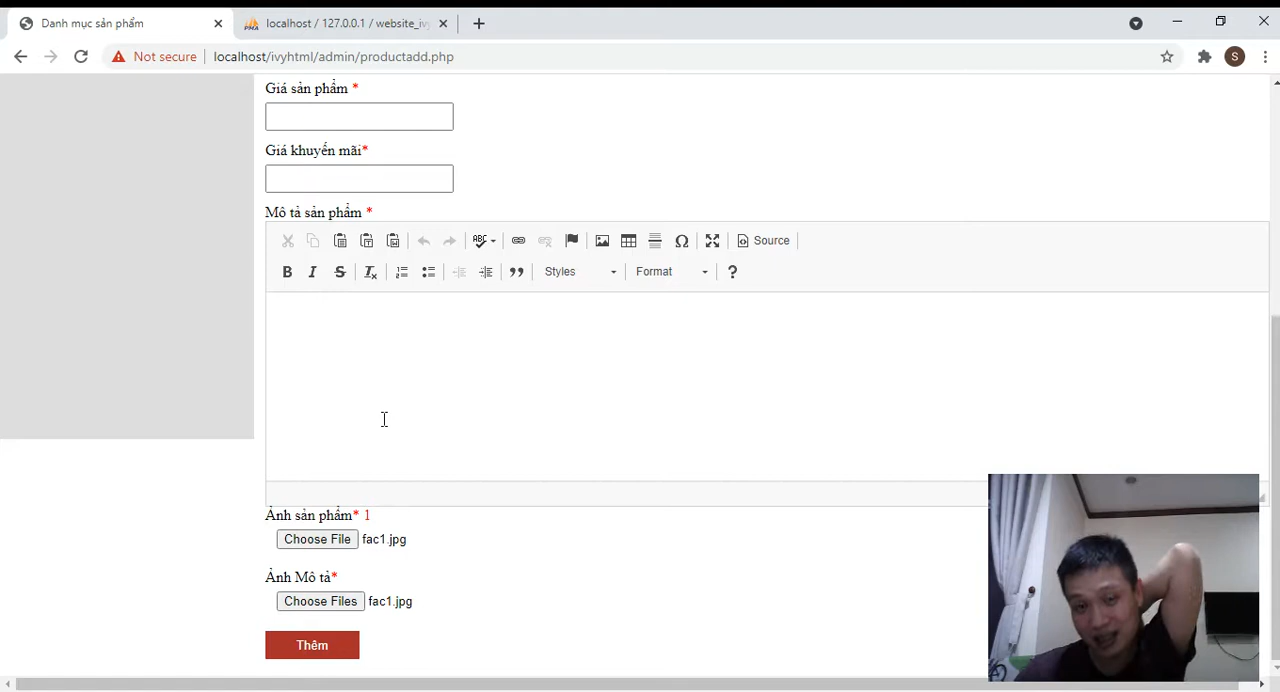 Danh mục sản phẩm
localhost / 127.0.0.1 / website_iv
Not secure
localhost/ivyhtml/admin/productadd.php
S
Giá sản phẩm *
Giá khuyến mãi*
Mô tả sản phẩm *
ABC
Source
B I S Tx
Styles
Format
?
Ảnh sản phẩm* 1
Choose File fac1.jpg
Ảnh Mô tả*
Choose Files fac1.jpg
Thêm